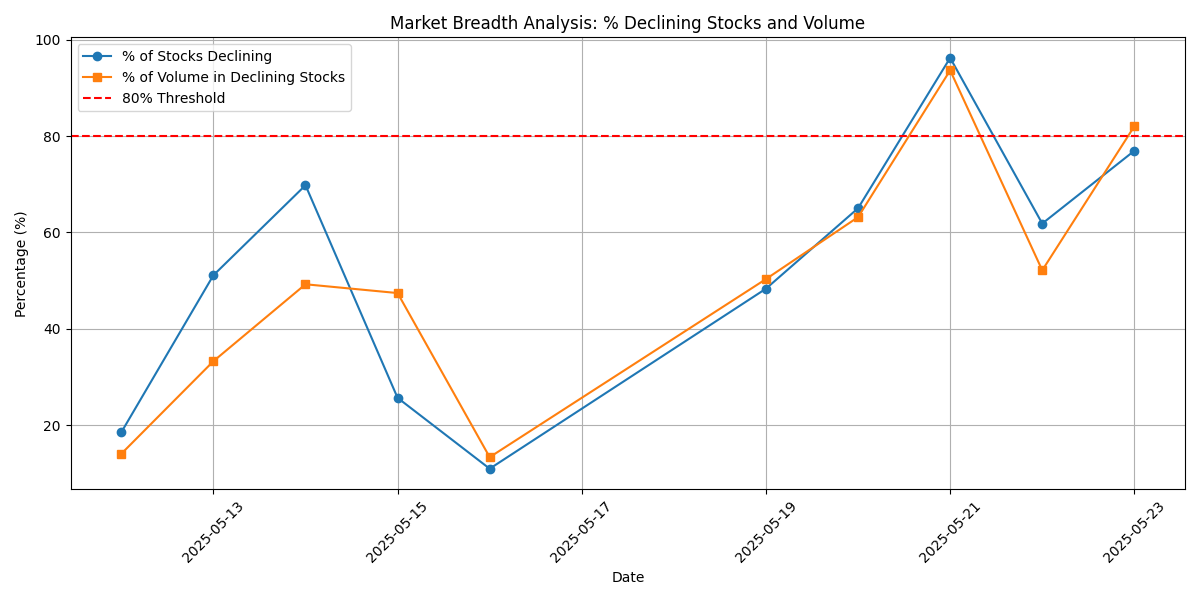 Market Breadth Analysis: % Declining Stocks and Volume
% of Stocks Declining
% of Volume in Declining Stocks
80% Threshold
Percentage (%)
100
80
60
40
20
2025-05-13
2025-05-15
2025-05-17
2025-05-19
2025-05-21
2025-05-23
Date